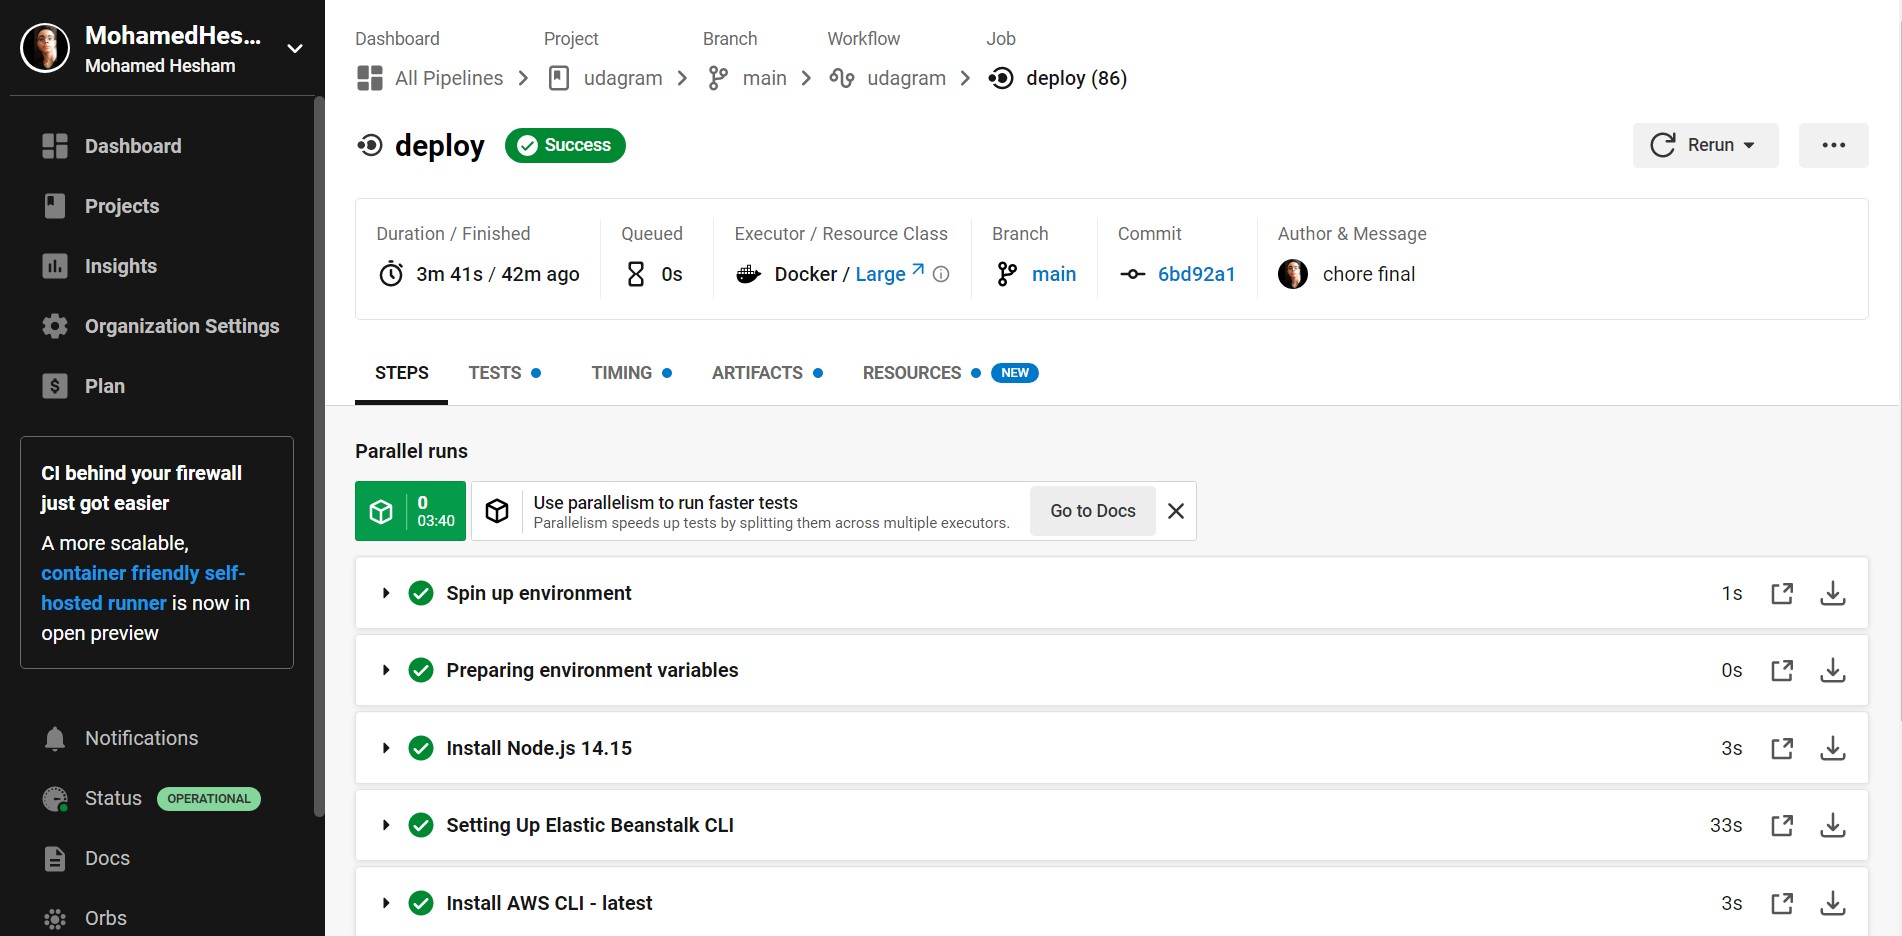 MohamedHes...
Mohamed Hesham
Dashboard
Projects
Insights
Organization Settings
Plan
CI behind your firewall
just got easier
A more scalable,
container friendly self-
hosted runner is now in
open preview
Notifications
Status OPERATIONAL
Docs
Orbs
Dashboard Project Branch Workflow Job
All Pipelines udagram main udagram deploy (86)
deploy Success Rerun
Duration / Finished Queued Executor / Resource Class Branch Commit Author & Message
3m 41s / 42m ago 0s Docker / Large main 6bd92a1 chore final
STEPS TESTS TIMING ARTIFACTS RESOURCES NEW
Parallel runs
0
03:40
Use parallelism to run faster tests
Parallelism speeds up tests by splitting them across multiple executors.
Go to Docs
Spin up environment 1s
Preparing environment variables 0s
Install Node.js 14.15 3s
Setting Up Elastic Beanstalk CLI 33s
Install AWS CLI - latest 3s